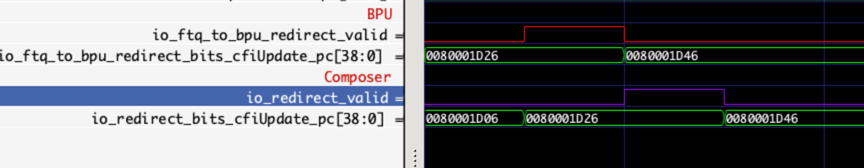 BPU
io_ftq_to_bpu_redirect_valid =
io_ftq_to_bpu_redirect_bits_cfiUpdate_pc[38:0] = 0080001D26 0080001D46
Composer
io_redirect_valid =
io_redirect_bits_cfiUpdate_pc[38:0] = 0080001D06 0080001D26 0080001D46